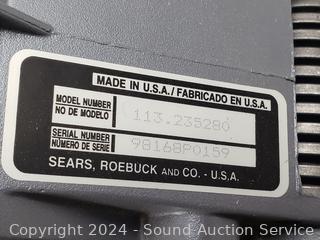 MADE IN U.S.A./FABRICADO EN U.S.A.
MODEL NUMBER
NO DE MODELO
113.235280
SERIAL NUMBER
NÚMERO DE SERIE
98168P0159
SEARS, ROEBUCK AND CO. - U.S.A.
Copyright © 2024 - Sound Auction Service